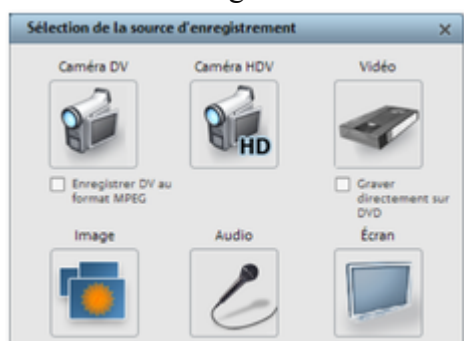 Sélection de la source d'enregistrement
Caméra DV
Caméra HDV
Vidéo
HD
Enregistrer DV au
format MPEG
Graver
directement sur
DVD
Image
Audio
Écran